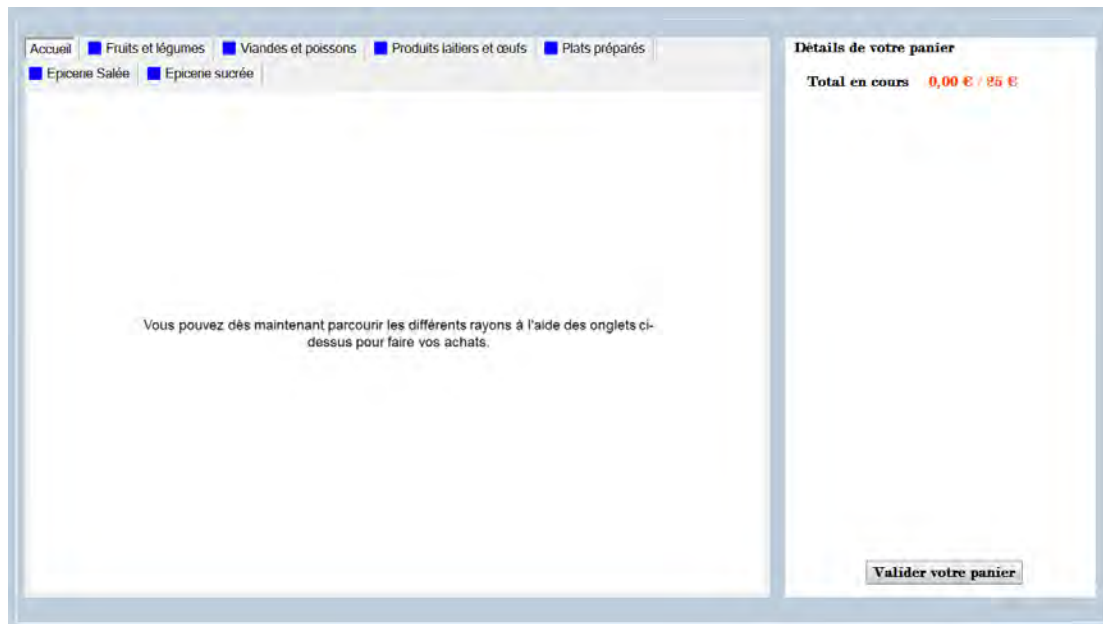 Accueil Fruits et légumes Viandes et poissons Produits laitiers et œufs Plats préparés
Epicerie Salée Epicerie sucrée
Vous pouvez dès maintenant parcourir les différents rayons à l'aide des onglets ci-
dessus pour faire vos achats.
Détails de votre panier
Total en cours 0,00 € / 25 €
Valider votre panier